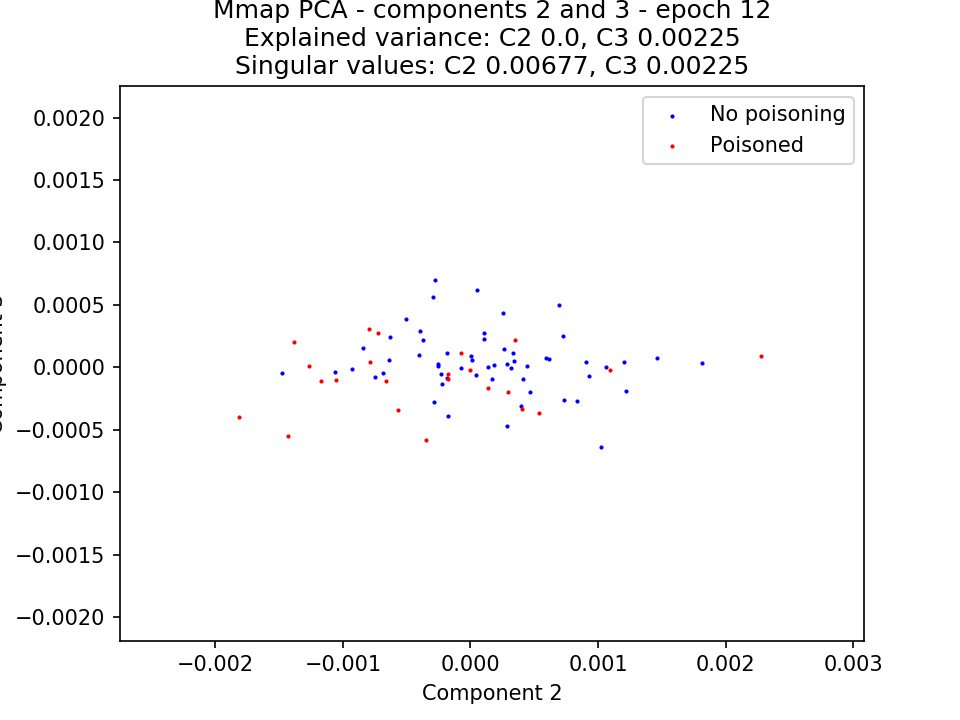 Mmap PCA - components 2 and 3 - epoch 12
Explained variance: C2 0.0, C3 0.00225
Singular values: C2 0.00677, C3 0.00225
No poisoning
Poisoned
0.0020
0.0015
0.0010
0.0005
0.0000
−0.0005
−0.0010
−0.0015
−0.0020
−0.002
−0.001
0.000
0.001
0.002
0.003
Component 2